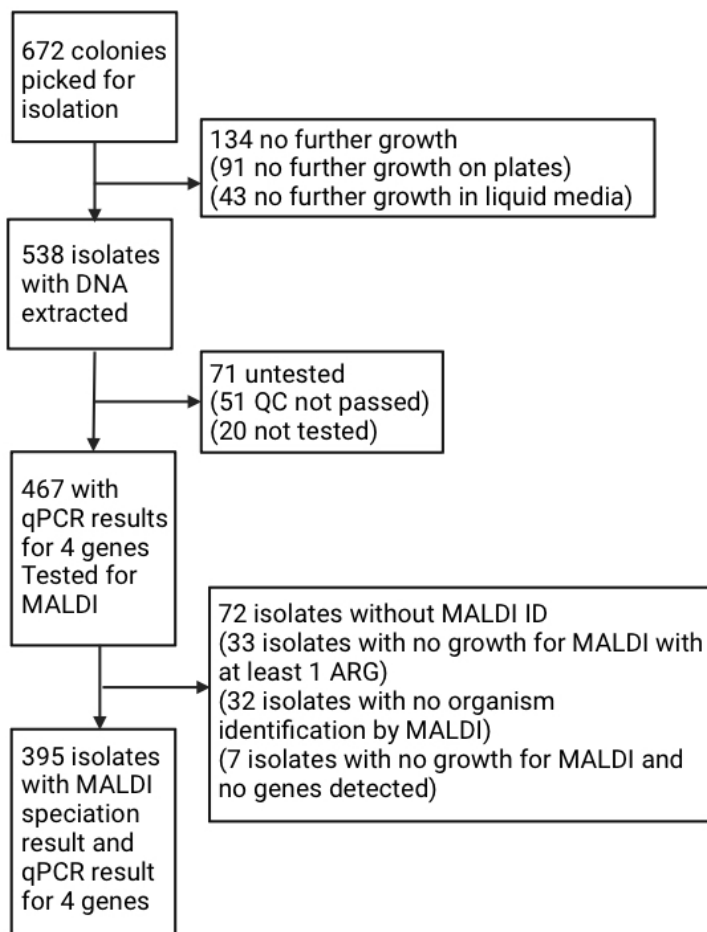 672 colonies
picked for
isolation
134 no further growth
(91 no further growth on plates)
(43 no further growth in liquid media)
538 isolates
with DNA
extracted
71 untested
(51 QC not passed)
(20 not tested)
467 with
qPCR results
for 4 genes
Tested for
MALDI
72 isolates without MALDI ID
(33 isolates with no growth for MALDI with
at least 1 ARG)
(32 isolates with no organism
identification by MALDI)
(7 isolates with no growth for MALDI and
no genes detected)
395 isolates
with MALDI
speciation
result and
qPCR result
for 4 genes